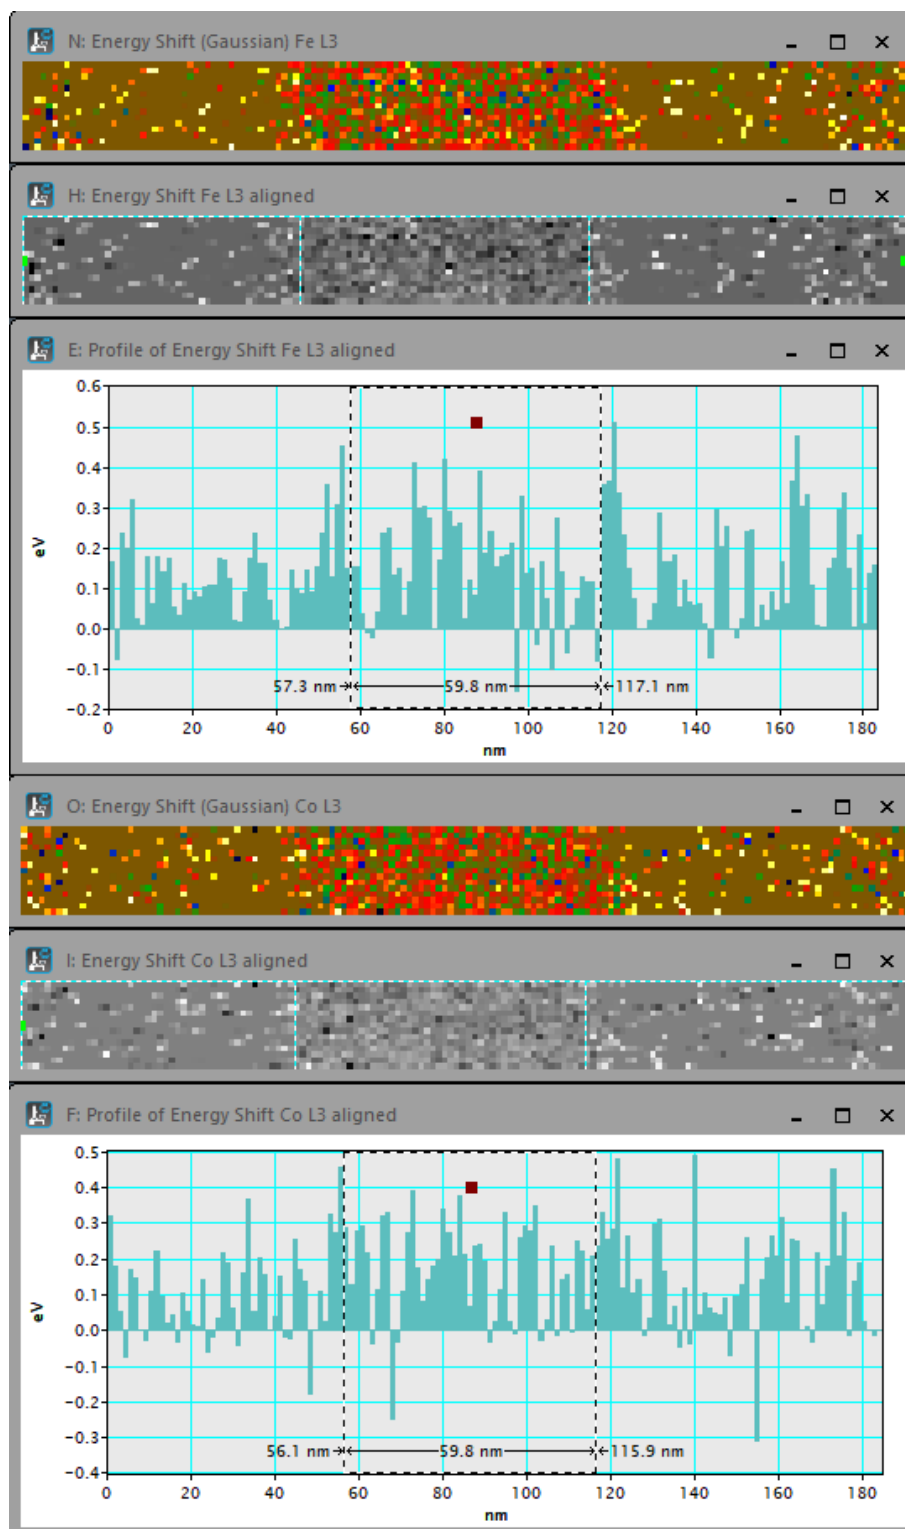 N: Energy Shift (Gaussian) Fe L3
H: Energy Shift Fe L3 aligned
E: Profile of Energy Shift Fe L3 aligned
0.6
0.5
0.4
0.3
0.2
0.1
0.0
−0.1
−0.2
eV
57.3 nm 59.8 nm 117.1 nm
0 20 40 60 80 100 120 140 160 180
nm
O: Energy Shift (Gaussian) Co L3
I: Energy Shift Co L3 aligned
F: Profile of Energy Shift Co L3 aligned
0.5
0.4
0.3
0.2
0.1
0.0
−0.1
−0.2
−0.3
−0.4
eV
56.1 nm 59.8 nm 115.9 nm
0 20 40 60 80 100 120 140 160 180
nm